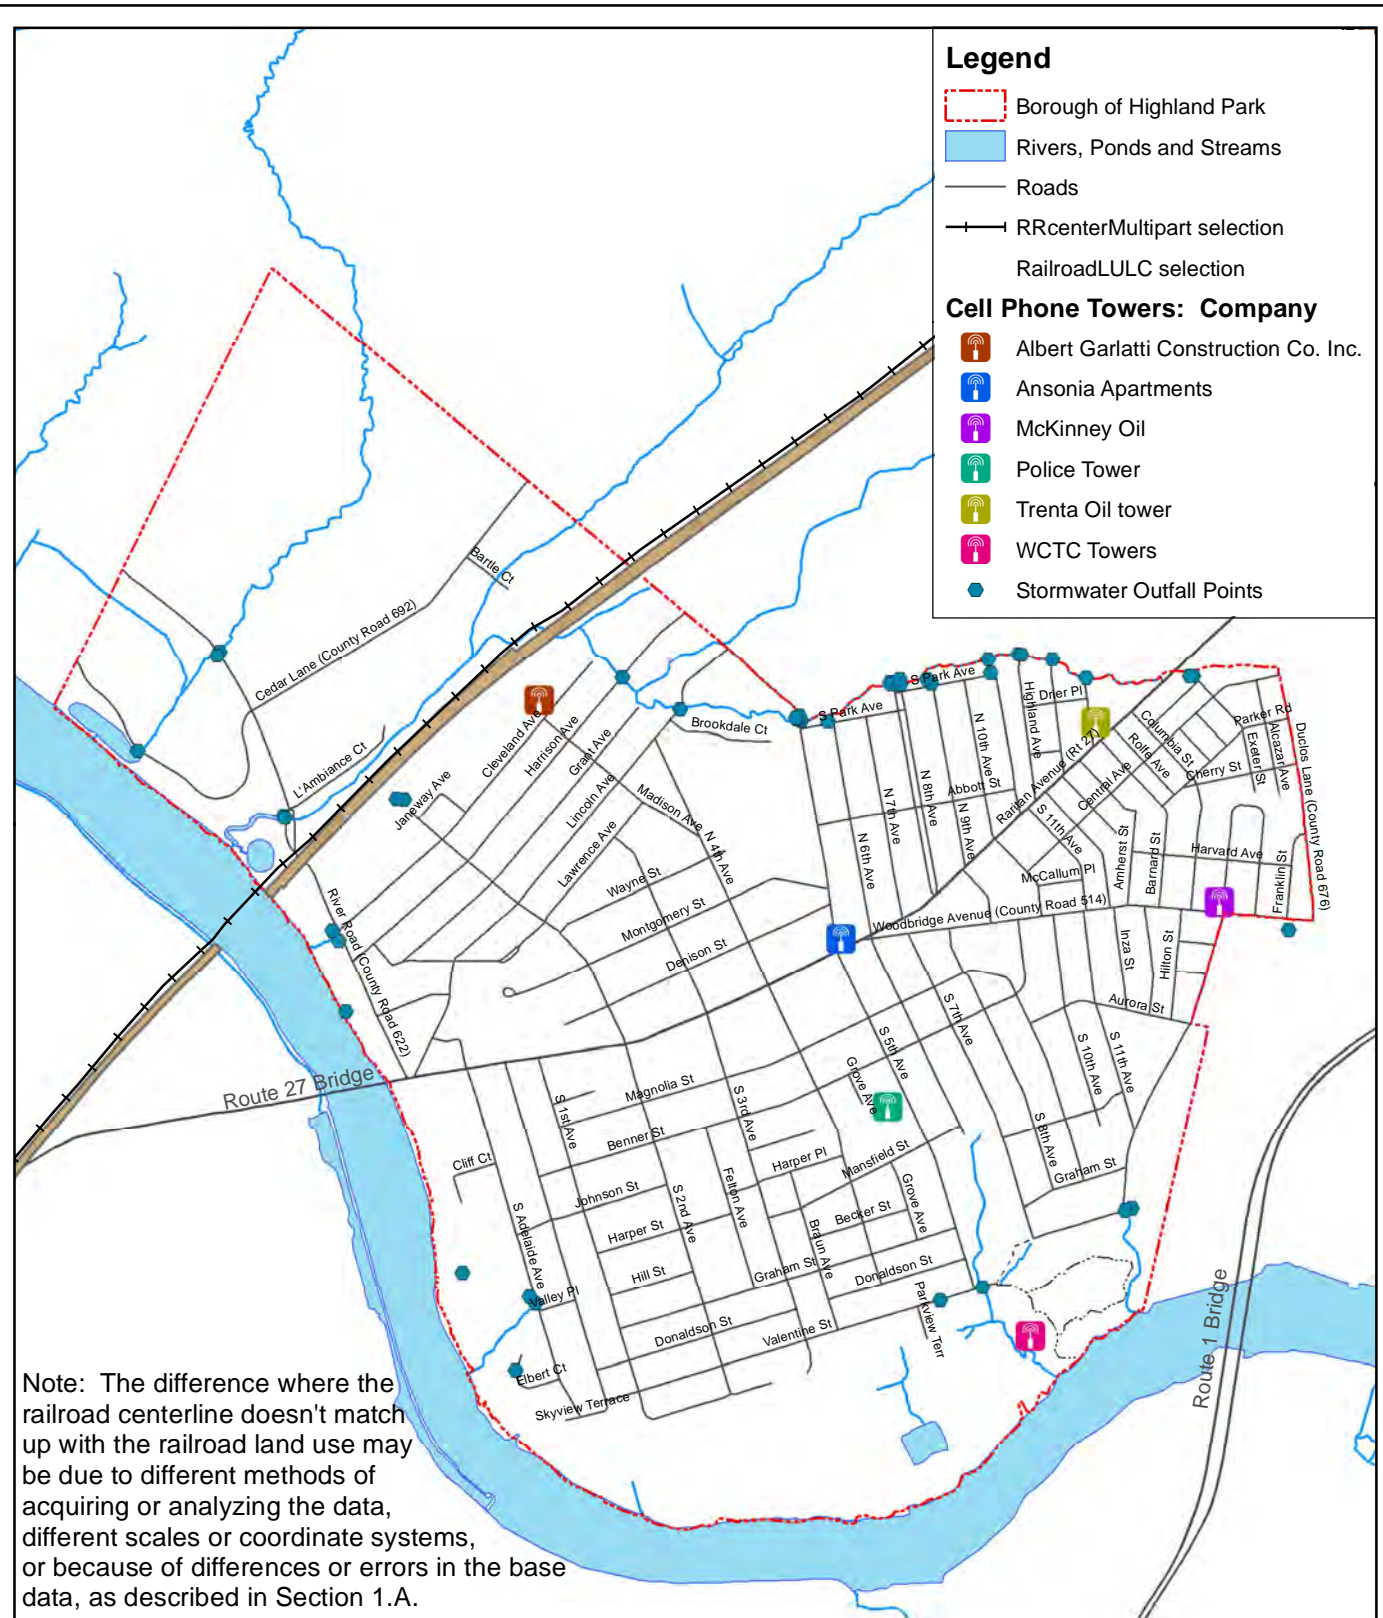 Legend
Borough of Highland Park
Rivers, Ponds and Streams
Roads
RRcenterMultipart selection
RailroadLULC selection
Cell Phone Towers: Company
Albert Garlatti Construction Co. Inc.
Ansonia Apartments
McKinney Oil
Police Tower
Trenta Oil tower
WCTC Towers
Stormwater Outfall Points
Bartle Ct
Cedar Lane (County Road 692)
L'Ambiance Ct
Janeway Ave
Cleveland Ave
Harrison Ave
Grant Ave
Lincoln Ave
Lawrence Ave
Madison Ave
Brookdale Ct
S Park Ave
S Park Ave
N 4th Ave
Wayne St
Montgomery St
Denison St
River Road (County Road 622)
N 6th Ave
N 7th Ave
N 8th Ave
N 9th Ave
N 10th Ave
Abbott St
Highland Ave
Drier Pl
Raritan Avenue (Rt 27)
S 11th Ave
Central Ave
Columbia St
Rolfe Ave
Cherry St
Parker Rd
Exeter St
Alcazar Ave
Duclos Lane (County Road 676)
Harvard Ave
Franklin St
Amherst St
Barnard St
McCallum Pl
Woodbridge Avenue (County Road 514)
Inza St
Hilton St
Aurora St
S 5th Ave
S 7th Ave
S 8th Ave
S 10th Ave
S 11th Ave
Graham St
Route 27 Bridge
Magnolia St
Benner St
S 1st Ave
S 3rd Ave
Grove Ave
Cliff Ct
Johnson St
Harper St
Hill St
S 2nd Ave
Felton Ave
Harper Pl
Mansfield St
Becker St
Grove Ave
Braun Ave
Graham St
Donaldson St
S Adelaide Ave
Valley Pl
Donaldson St
Valentine St
Parkview Terr
Elbert Ct
Skyview Terrace
Route 1 Bridge
Note: The difference where the
railroad centerline doesn't match
up with the railroad land use may
be due to different methods of
acquiring or analyzing the data,
different scales or coordinate systems,
or because of differences or errors in the base
data, as described in Section 1.A.